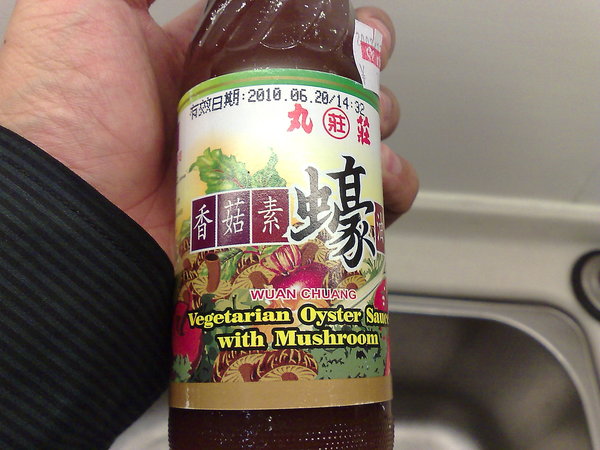 有效日期:2010.06.20/14:32
丸莊 莊
香菇素蠔
WUAN CHUANG
Vegetarian Oyster Sauce
with Mushroom